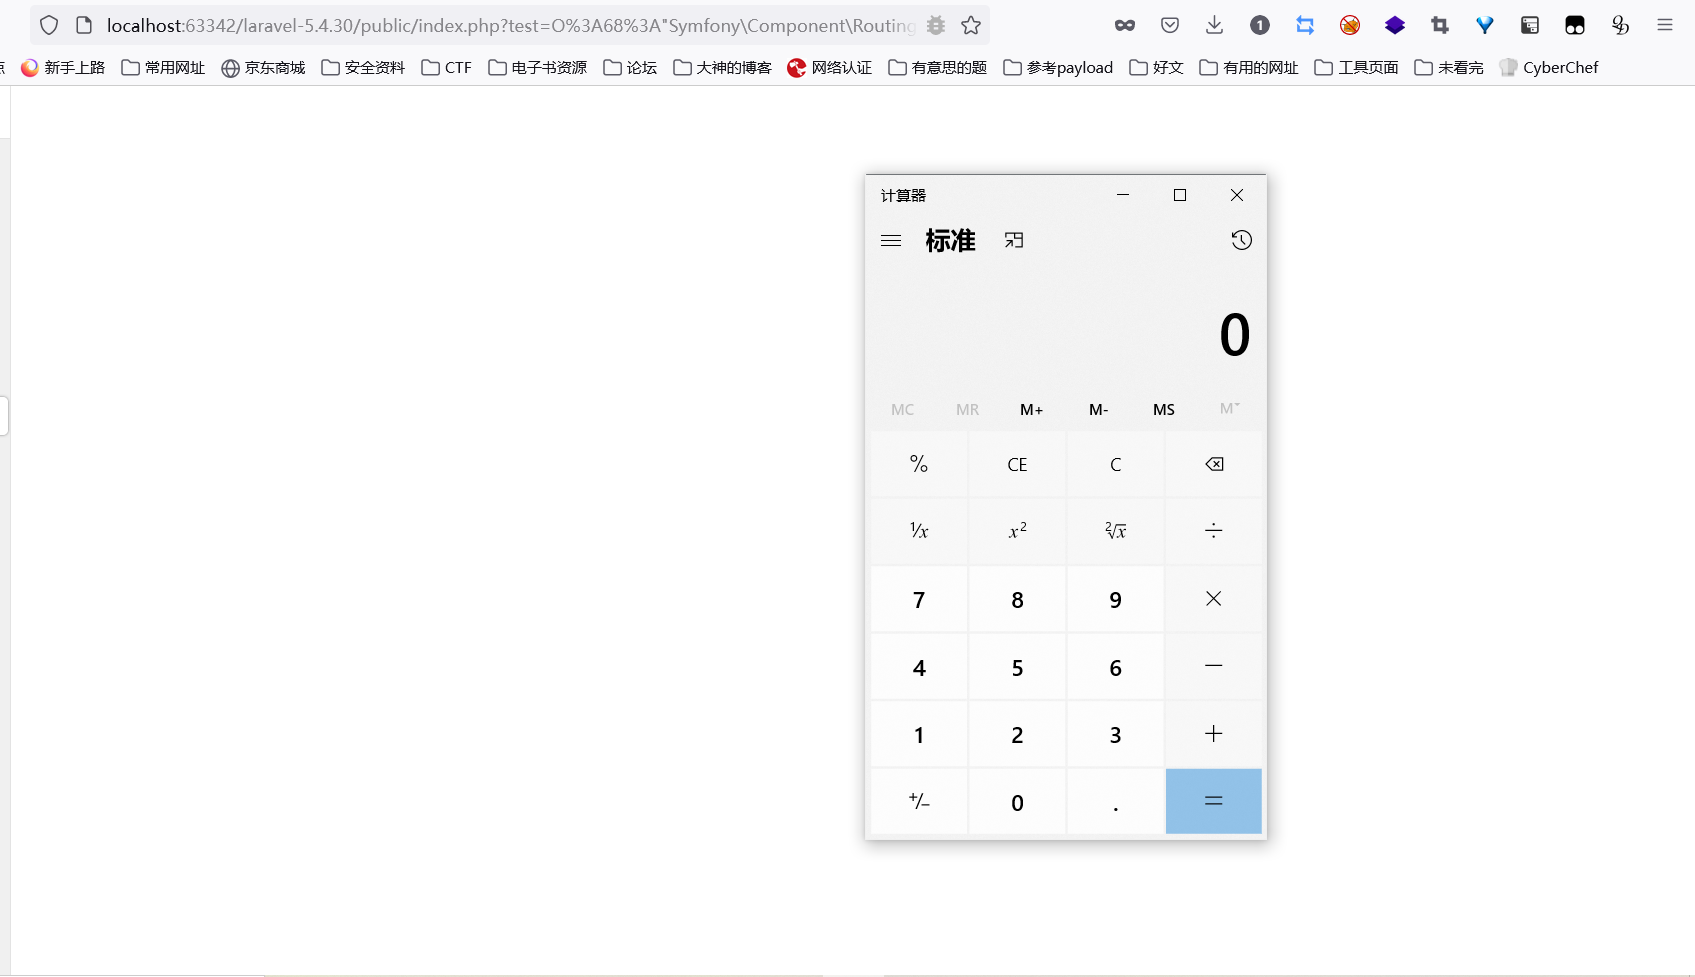 localhost:63342/laravel-5.4.30/public/index.php?test=O%3A68%3A"Symfony\Component\Routing
新手上路 常用网址 京东商城 安全资料 CTF 电子书资源 论坛 大神的博客 网络认证 有意思的题 参考payload 好文 有用的网址 工具页面 未看完 CyberChef
计算器
标准
0
MC MR M+ M- MS M˅
% CE C
¹/x x² ²√x ÷
7 8 9 ×
4 5 6 −
1 2 3 +
+/− 0 . =